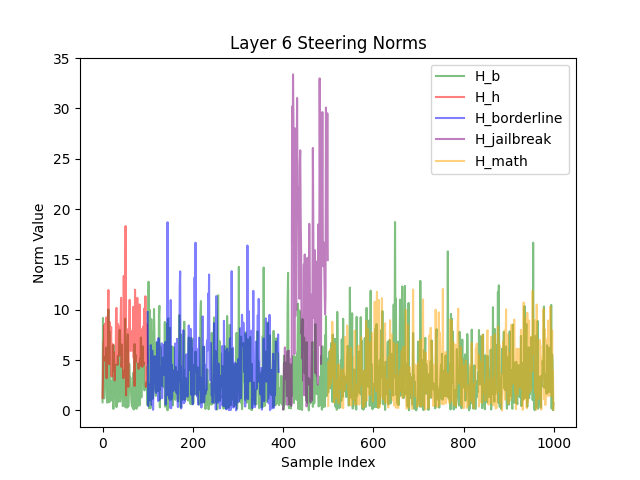 Layer 6 Steering Norms
35
30
25
20
15
10
5
0
Norm Value
H_b
H_h
H_borderline
H_jailbreak
H_math
0
200
400
600
800
1000
Sample Index